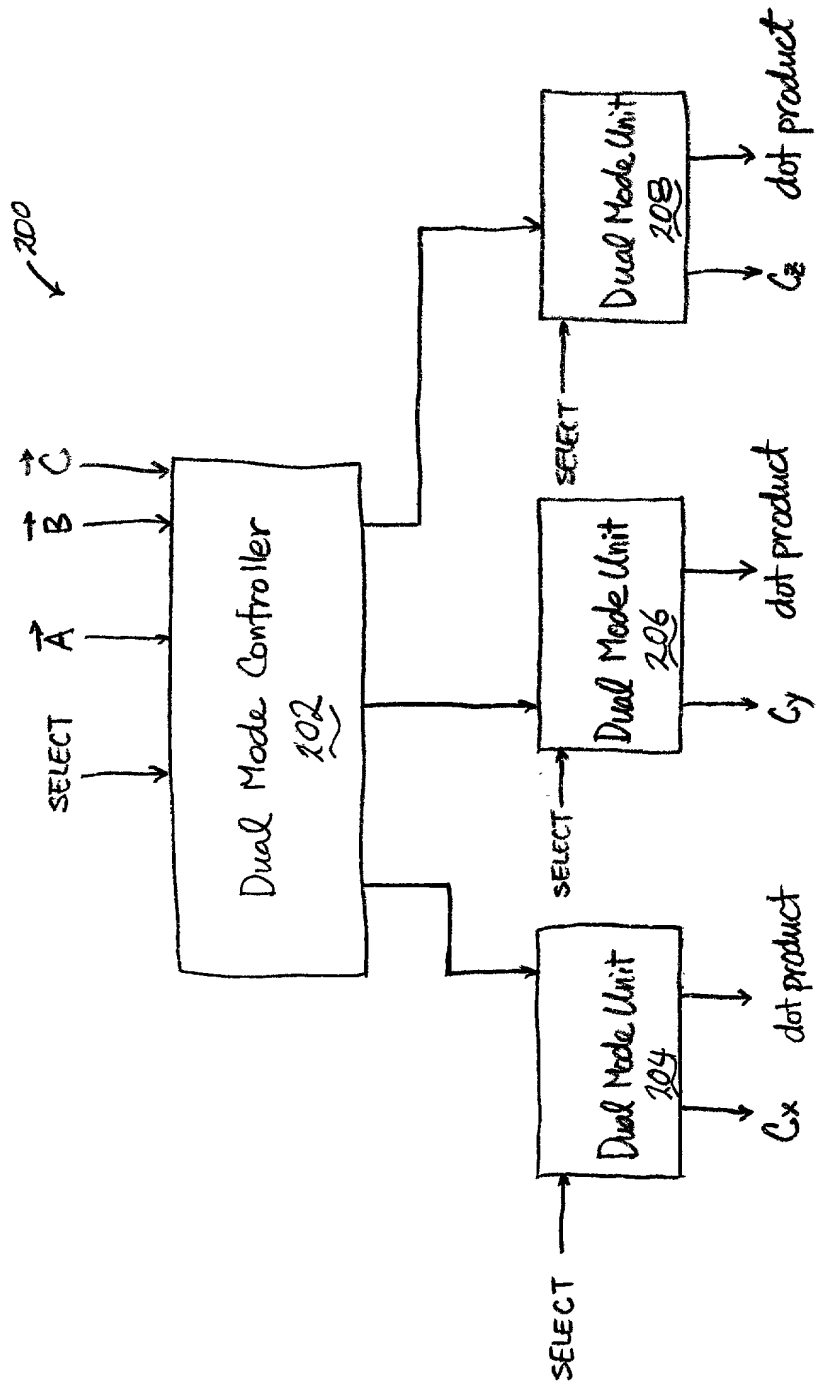 200
SELECT
A
B
C
Dual Mode Controller
202
SELECT
Dual Mode Unit
204
Cx
dot product
SELECT
Dual Mode Unit
206
Cy
dot product
SELECT
Dual Mode Unit
208
Cz
dot product